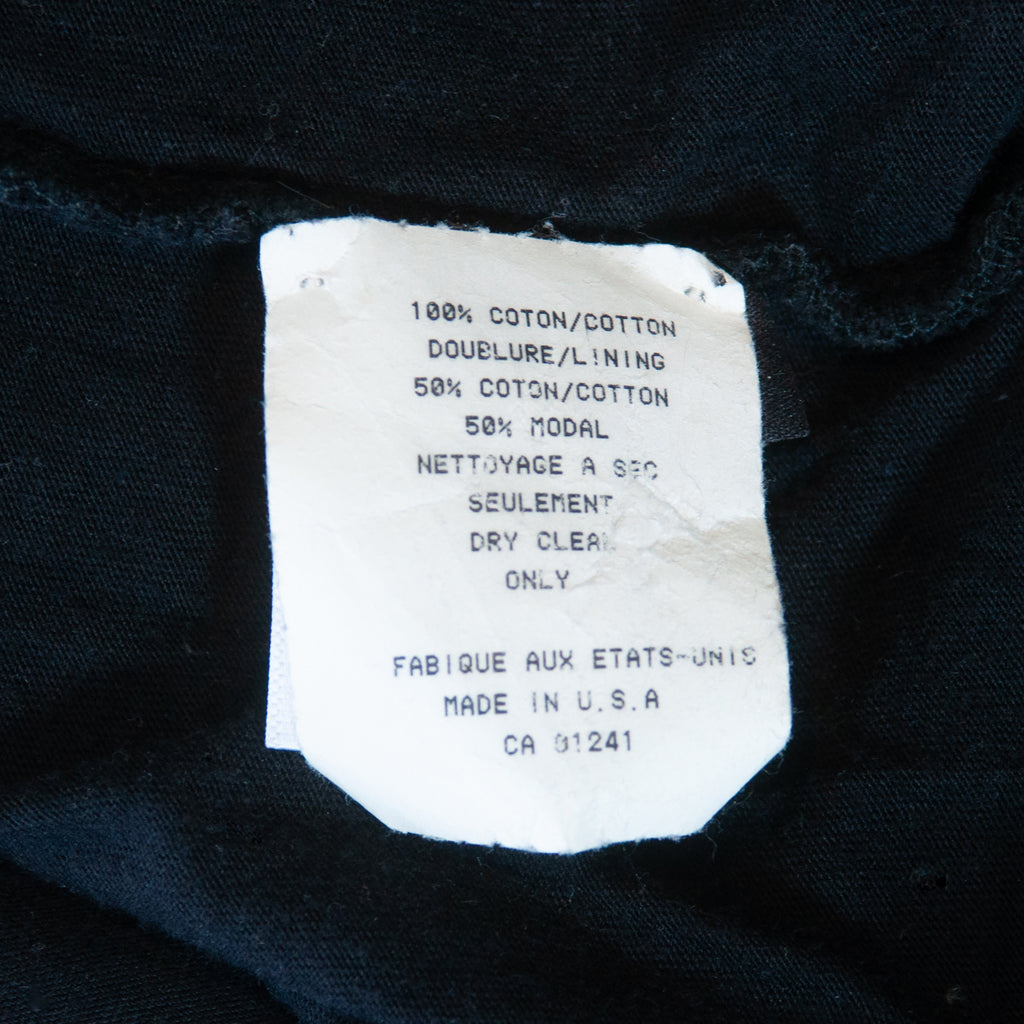 100% COTON/COTTON
DOUBLURE/LINING
50% COTON/COTTON
50% MODAL
NETTOYAGE A SEC
SEULEMENT
DRY CLEAN
ONLY
FABIQUE AUX ETATS-UNIS
MADE IN U.S.A
CA 01241